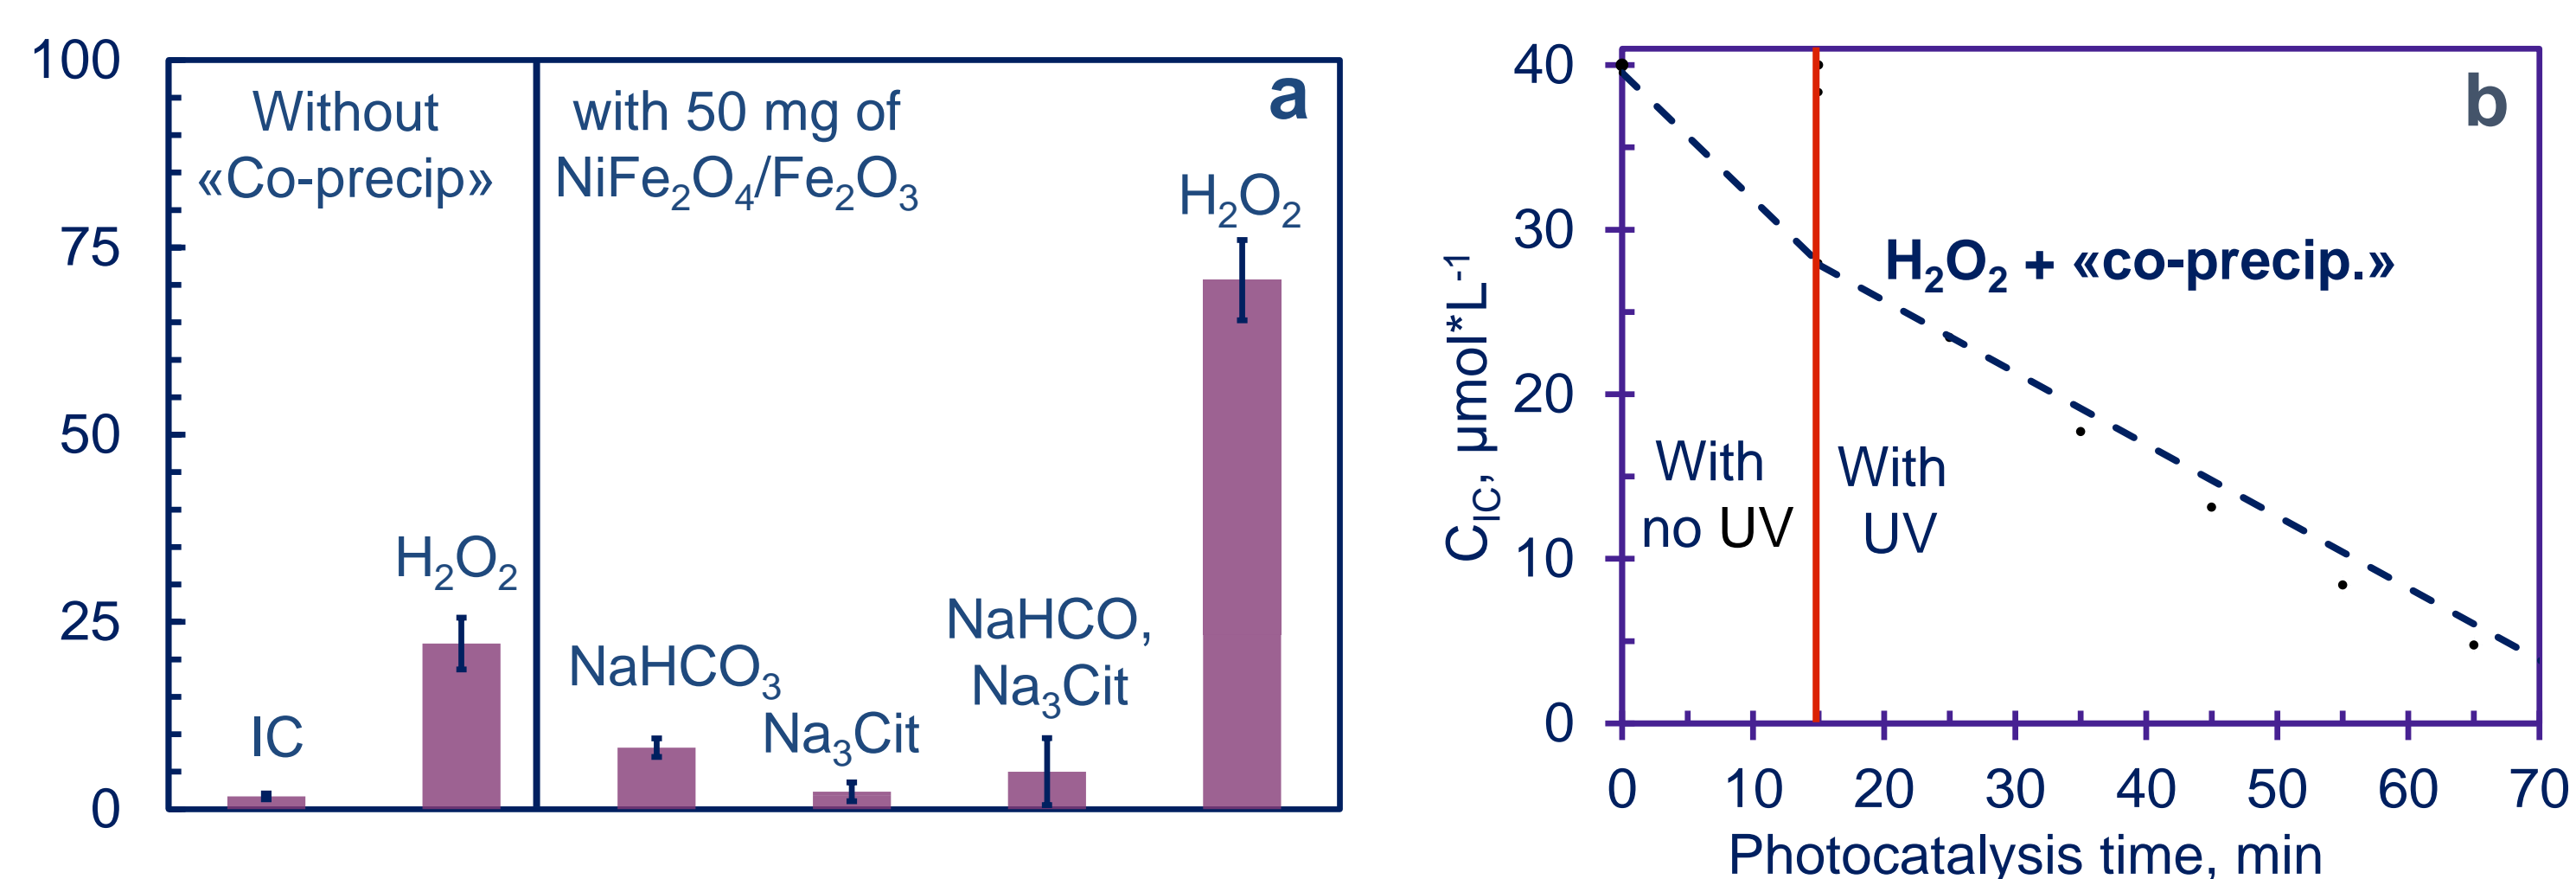 100
75
50
25
0
Without
«Co-precip»
with 50 mg of
NiFe₂O₄/Fe₂O₃
a
IC
H₂O₂
NaHCO₃
Na₃Cit
NaHCO,
Na₃Cit
H₂O₂
b
C_IC, µmol*L⁻¹
40
30
20
10
0
H₂O₂ + «co-precip.»
With
no UV
With
UV
0 10 20 30 40 50 60 70
Photocatalysis time, min